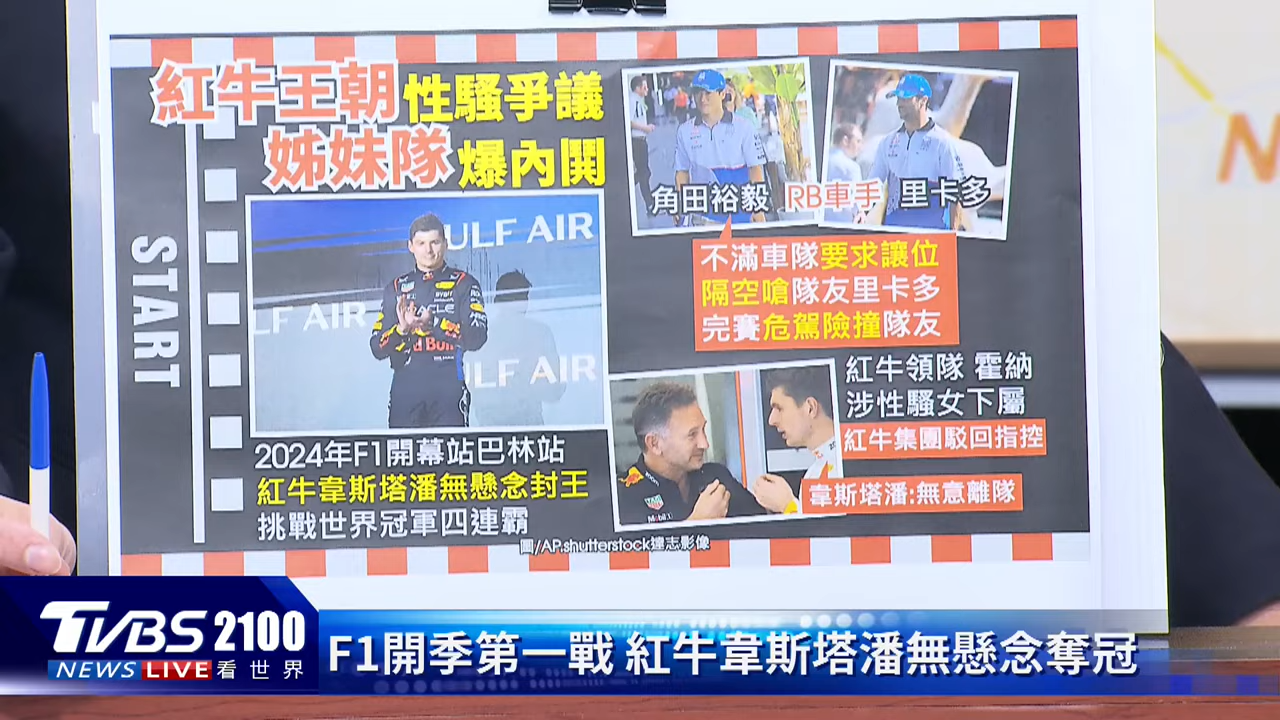 紅牛王朝 性騷爭議
姊妹隊 爆內鬨
START
ULF AIR
LF AIR
ULF AIR
ORACLE
Red Bull
2024年F1開幕站巴林站
紅牛韋斯塔潘無懸念封王
挑戰世界冠軍四連霸
角田裕毅 RB車手 里卡多
不滿車隊要求讓位
隔空嗆隊友里卡多
完賽危駕險撞隊友
紅牛領隊 霍納
涉性騷女下屬
紅牛集團駁回指控
韋斯塔潘:無意離隊
Mobil
圖/AP.shutterstock達志影像
N
TVBS 2100
NEWS LIVE 看世界
F1開季第一戰 紅牛韋斯塔潘無懸念奪冠